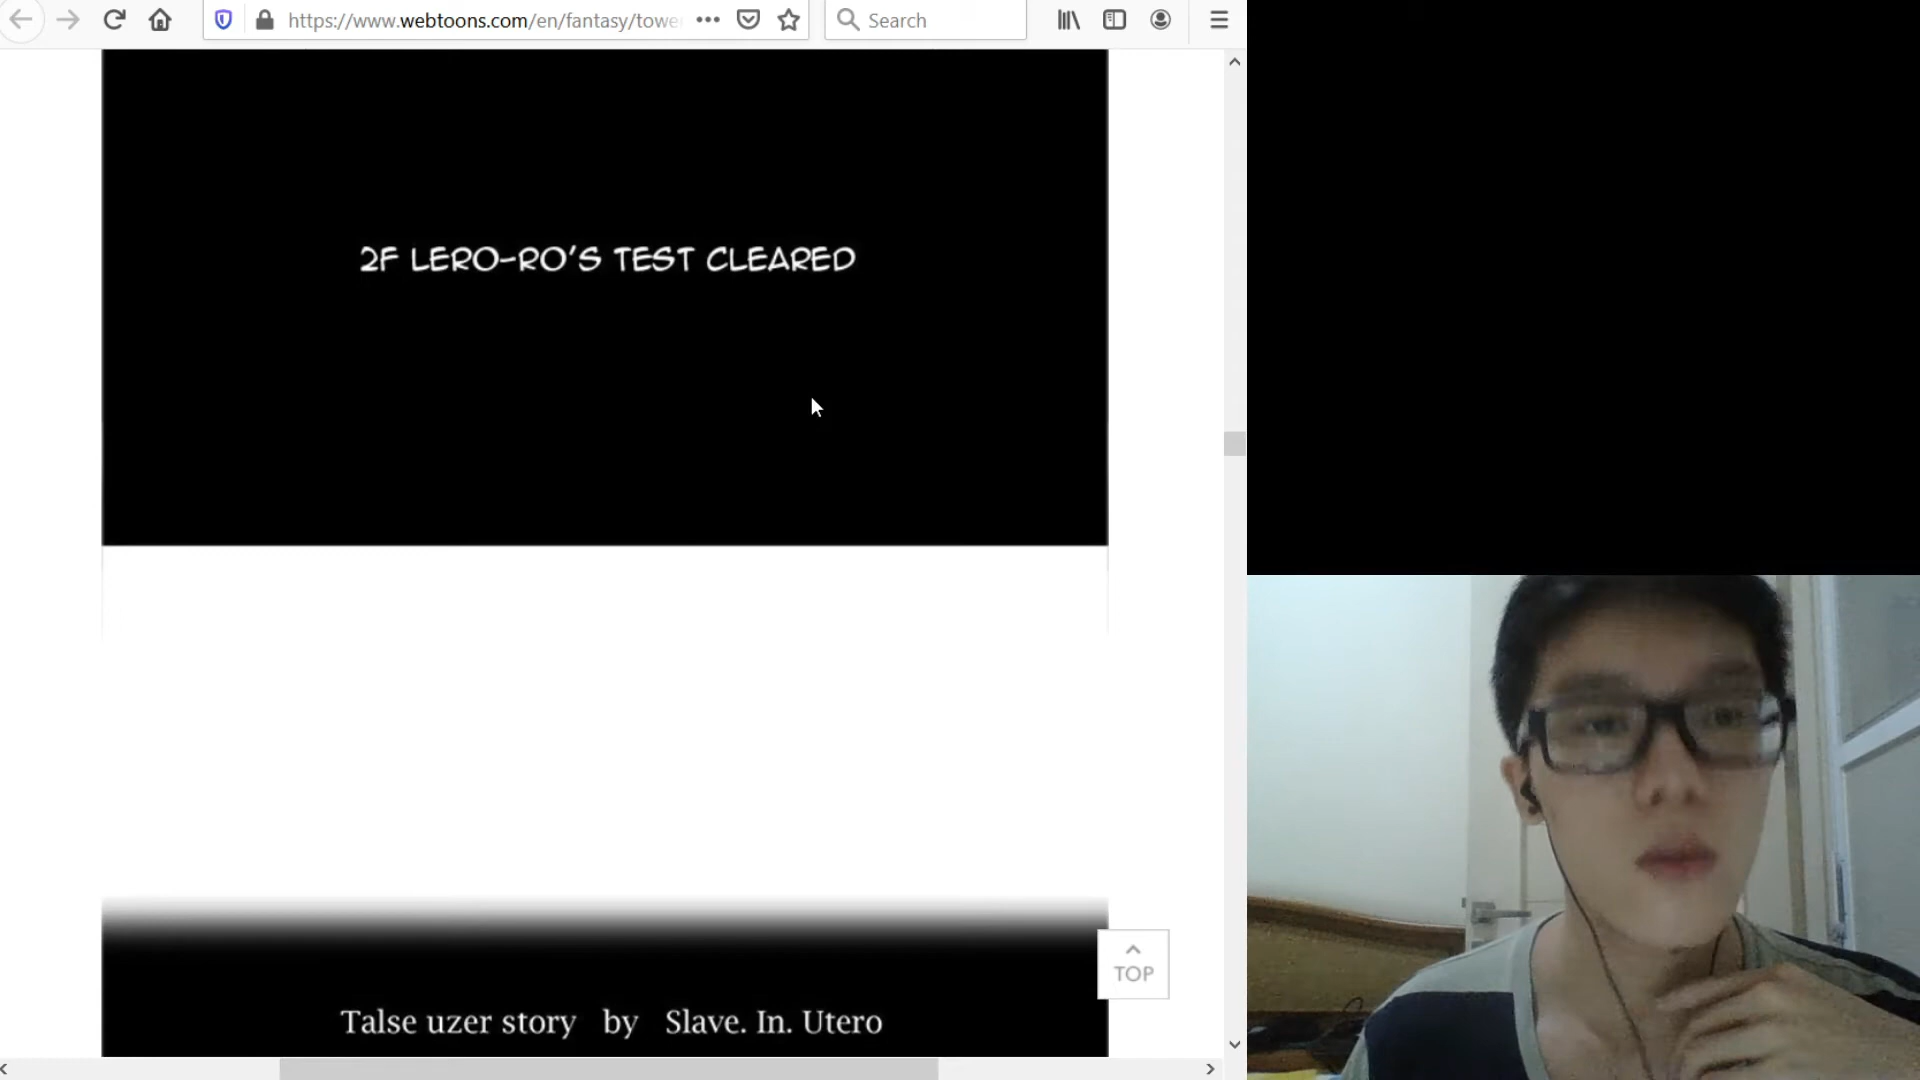 https://www.webtoons.com/en/fantasy/towe
Search
2F LERO-RO'S TEST CLEARED
TOP
Talse uzer story by Slave. In. Utero